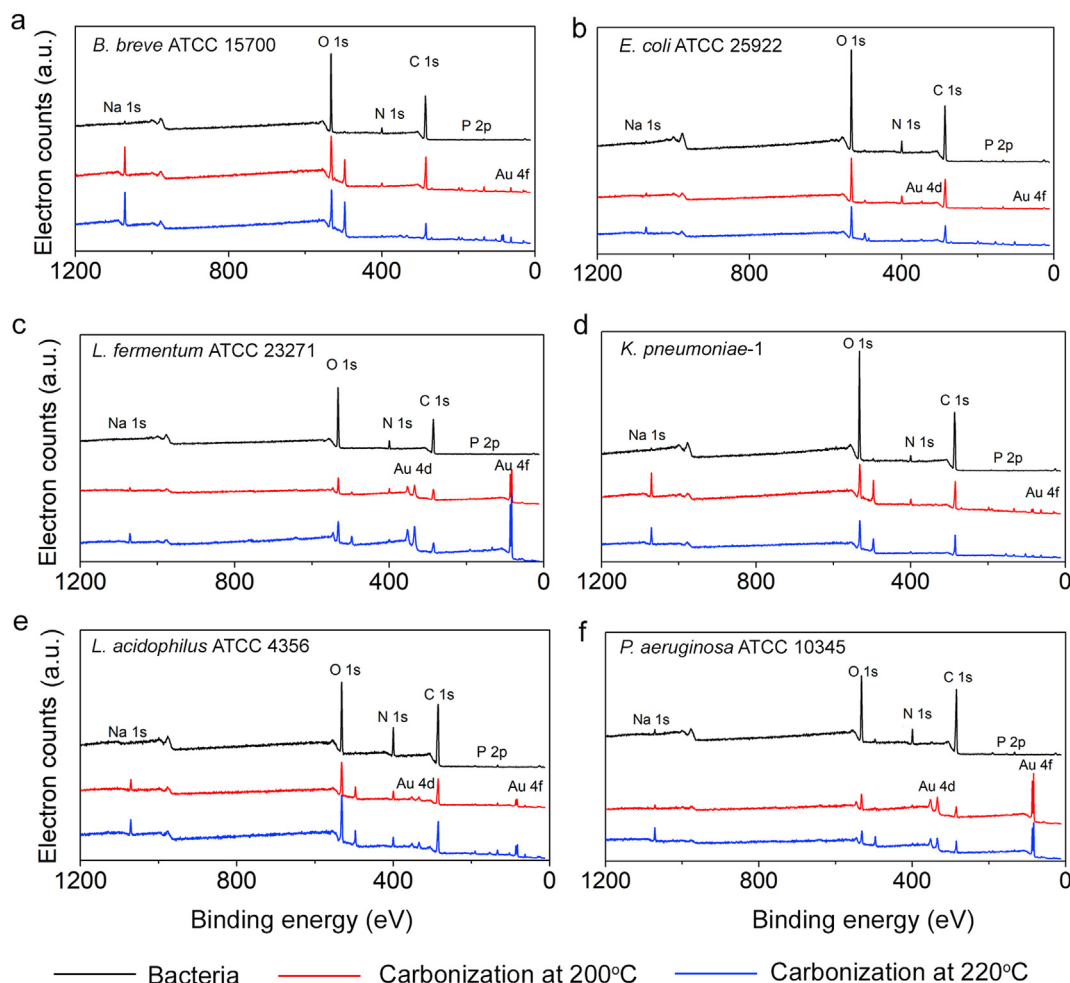 a
B. breve ATCC 15700
O 1s
C 1s
Na 1s
N 1s
P 2p
Au 4f
Electron counts (a.u.)
1200 800 400 0
b
E. coli ATCC 25922
O 1s
C 1s
Na 1s
N 1s
P 2p
Au 4d
Au 4f
1200 800 400 0
c
L. fermentum ATCC 23271
O 1s
C 1s
Na 1s
N 1s
P 2p
Au 4d
Au 4f
Electron counts (a.u.)
1200 800 400 0
d
K. pneumoniae-1
O 1s
C 1s
Na 1s
N 1s
P 2p
Au 4f
1200 800 400 0
e
L. acidophilus ATCC 4356
O 1s
C 1s
N 1s
Na 1s
P 2p
Au 4d
Au 4f
Electron counts (a.u.)
1200 800 400 0
Binding energy (eV)
f
P. aeruginosa ATCC 10345
O 1s
C 1s
N 1s
Na 1s
P 2p
Au 4d
Au 4f
1200 800 400 0
Binding energy (eV)
Bacteria
Carbonization at 200°C
Carbonization at 220°C